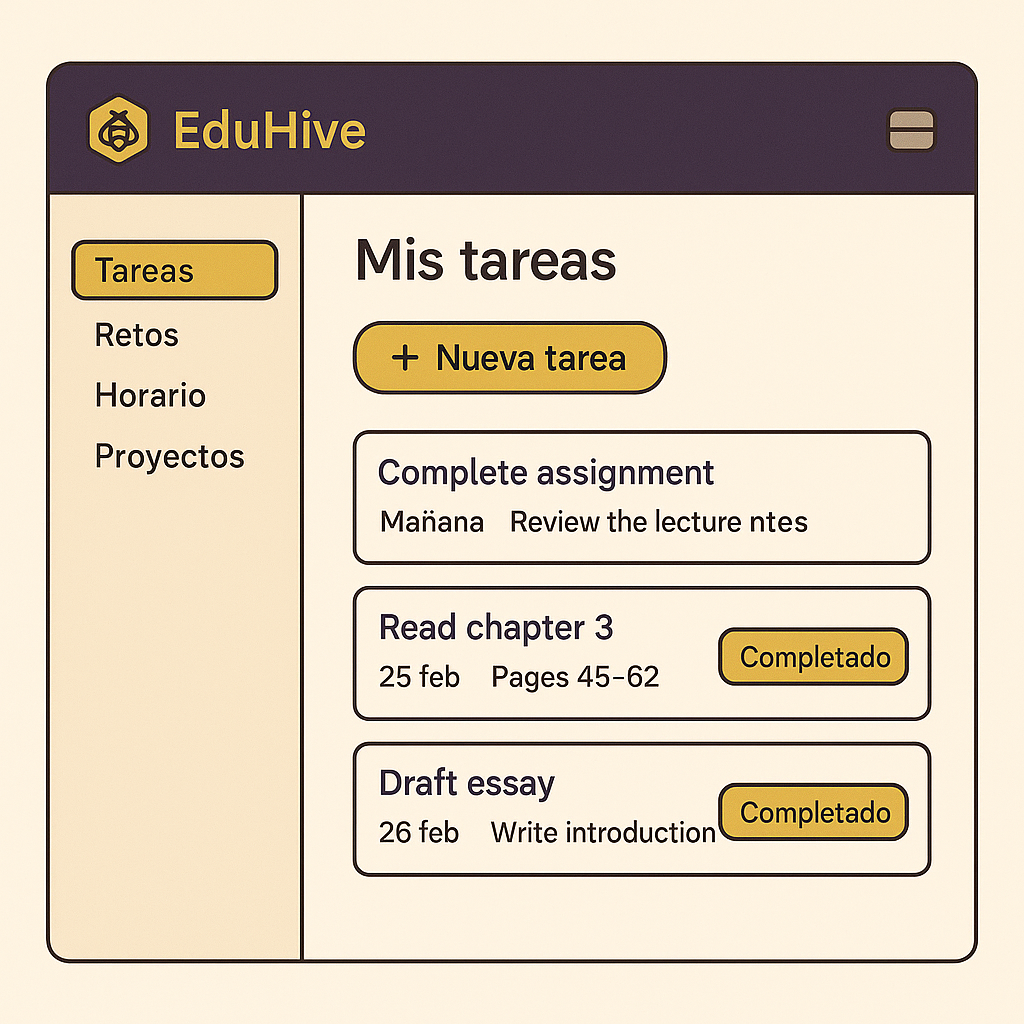 EduHive
Tareas
Retos
Horario
Proyectos
Mis tareas
+ Nueva tarea
Complete assignment
Mañana Review the lecture ntes
Read chapter 3
25 feb Pages 45–62
Completado
Draft essay
26 feb Write introduction
Completado